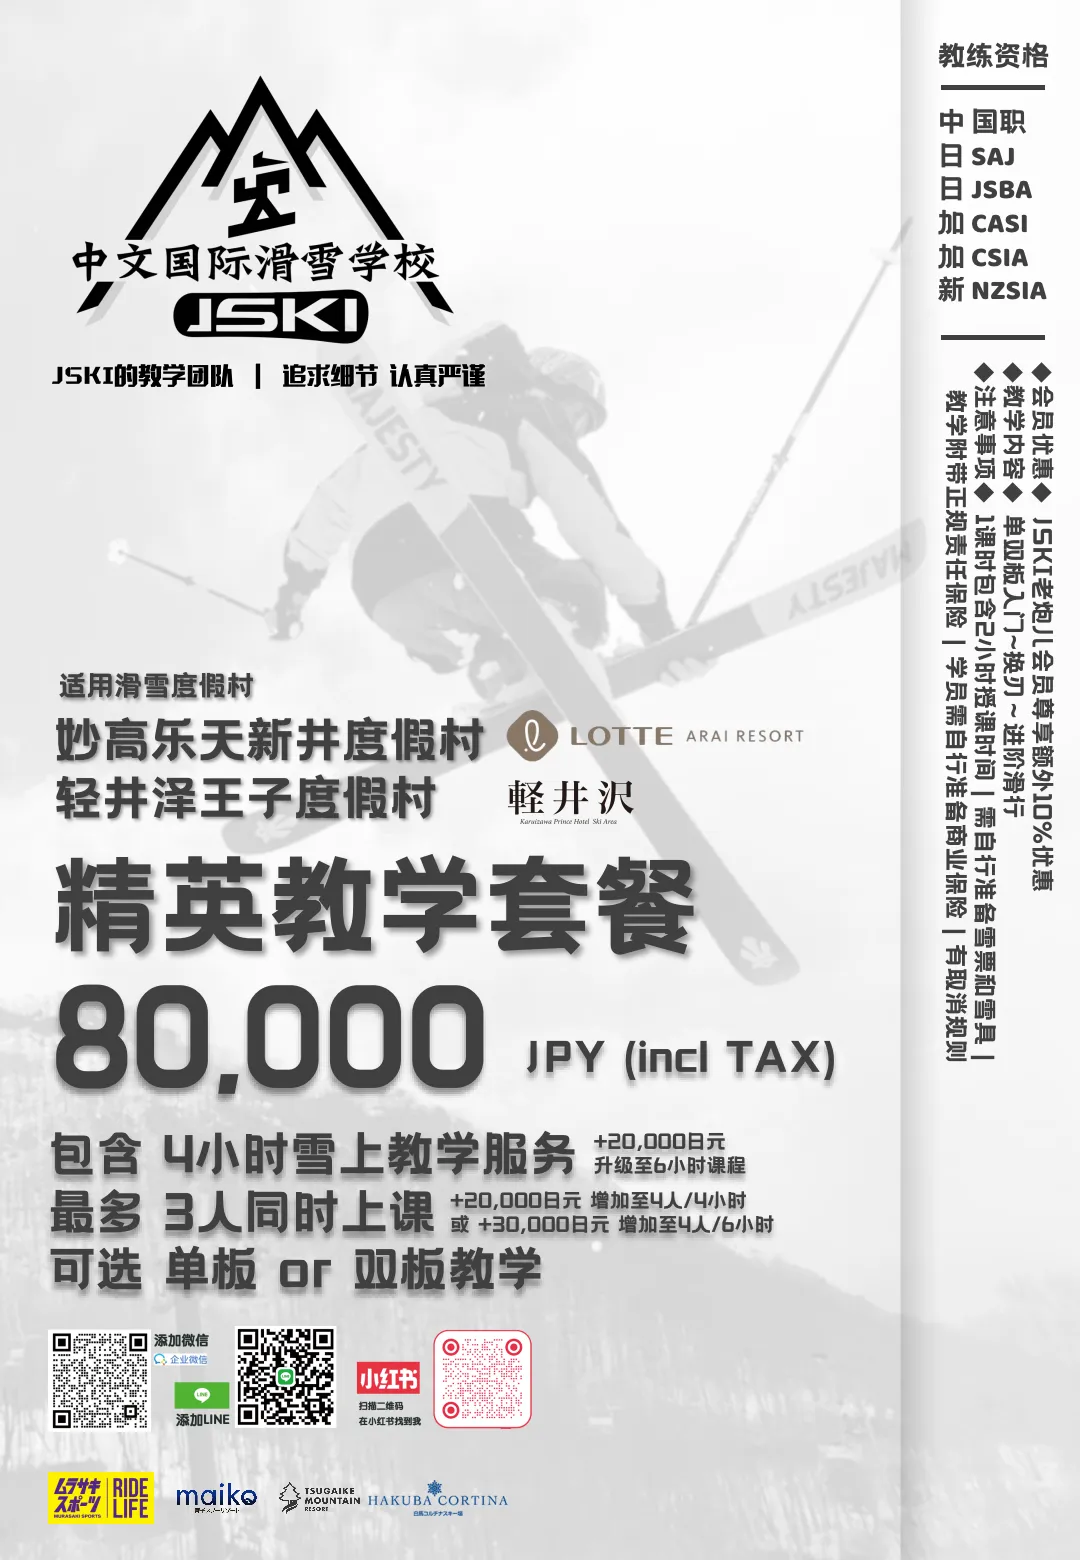 中文国际滑雪学校
JSKI
JSKI的教学团队 | 追求细节 认真严谨
MAJESTY
MAJESTY
适用滑雪度假村
妙高乐天新井度假村
LOTTE ARAI RESORT
轻井泽王子度假村
軽井沢
Karuizawa Prince Hotel Ski Area
精英教学套餐
80,000 JPY (incl TAX)
包含 4小时雪上教学服务
+20,000日元
升级至6小时课程
最多 3人同时上课
+20,000日元 增加至4人/4小时
或 +30,000日元 增加至4人/6小时
可选 单板 or 双板教学
添加微信
企业微信
LINE
添加LINE
小红书
扫描二维码
在小红书找到我
ムラサキ
スポーツ
MURASAKI SPORTS
RIDE
LIFE
maiko
TSUGAIKE
MOUNTAIN
RESORT
HAKUBA CORTINA
白馬コルチナスキー場
教练资格
中 国职
日 SAJ
日 JSBA
加 CASI
加 CSIA
新 NZSIA
◆会员优惠◆ JSKI老炮儿会员尊享额外10%优惠
◆教学内容◆ 单双板入门~换刃~进阶滑行
◆注意事项◆ 1课时包含2小时授课时间 | 需自行准备雪票和雪具 |
教学附带正规责任保险 | 学员需自行准备商业保险 | 有取消规则